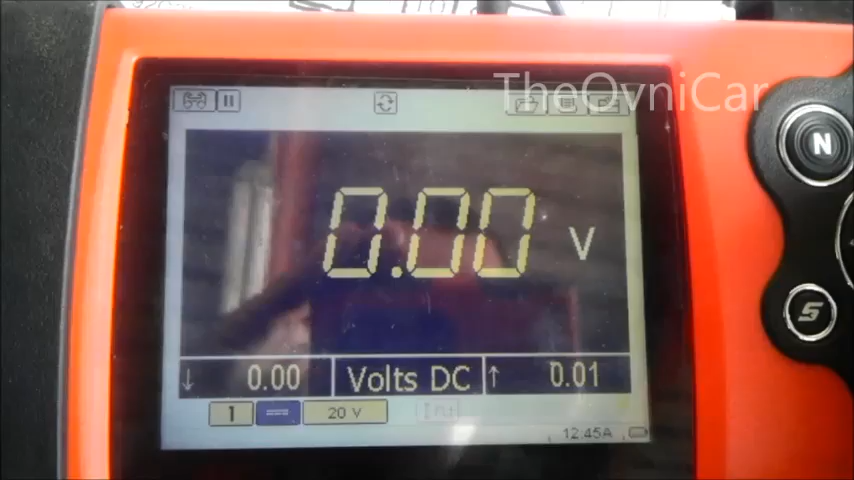 TheOvniCar
N
0.00 V
S
↓ 0.00 Volts DC ↑ 0.01
1 20 V
12:45A